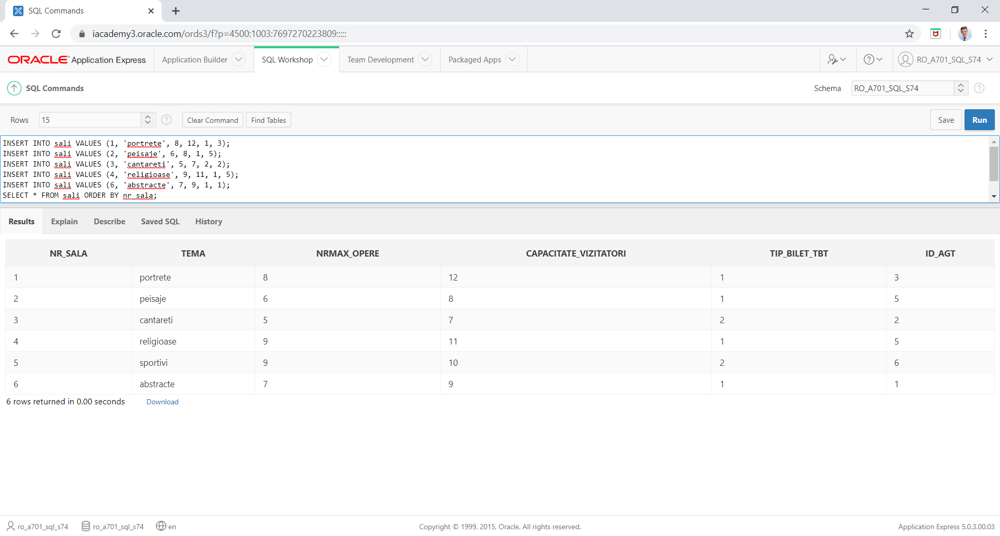 SQL Commands
iacademy3.oracle.com/ords3/f?p=4500:1003:7697270223809:::::
ORACLE Application Express Application Builder SQL Workshop Team Development Packaged Apps RO_A701_SQL_S74
SQL Commands Schema RO_A701_SQL_S74
Rows 15 Clear Command Find Tables Save Run
INSERT INTO sali VALUES (1, 'portrete', 8, 12, 1, 3);
INSERT INTO sali VALUES (2, 'peisaje', 6, 8, 1, 5);
INSERT INTO sali VALUES (3, 'cantareti', 5, 7, 2, 2);
INSERT INTO sali VALUES (4, 'religioase', 9, 11, 1, 5);
INSERT INTO sali VALUES (6, 'abstracte', 7, 9, 1, 1);
SELECT * FROM sali ORDER BY nr_sala;
Results Explain Describe Saved SQL History
NR_SALA TEMA NRMAX_OPERE CAPACITATE_VIZITATORI TIP_BILET_TBT ID_AGT
1 portrete 8 12 1 3
2 peisaje 6 8 1 5
3 cantareti 5 7 2 2
4 religioase 9 11 1 5
5 sportivi 9 10 2 6
6 abstracte 7 9 1 1
6 rows returned in 0.00 seconds Download
ro_a701_sql_s74 ro_a701_sql_s74 en Copyright © 1999, 2015, Oracle. All rights reserved. Application Express 5.0.3.00.03